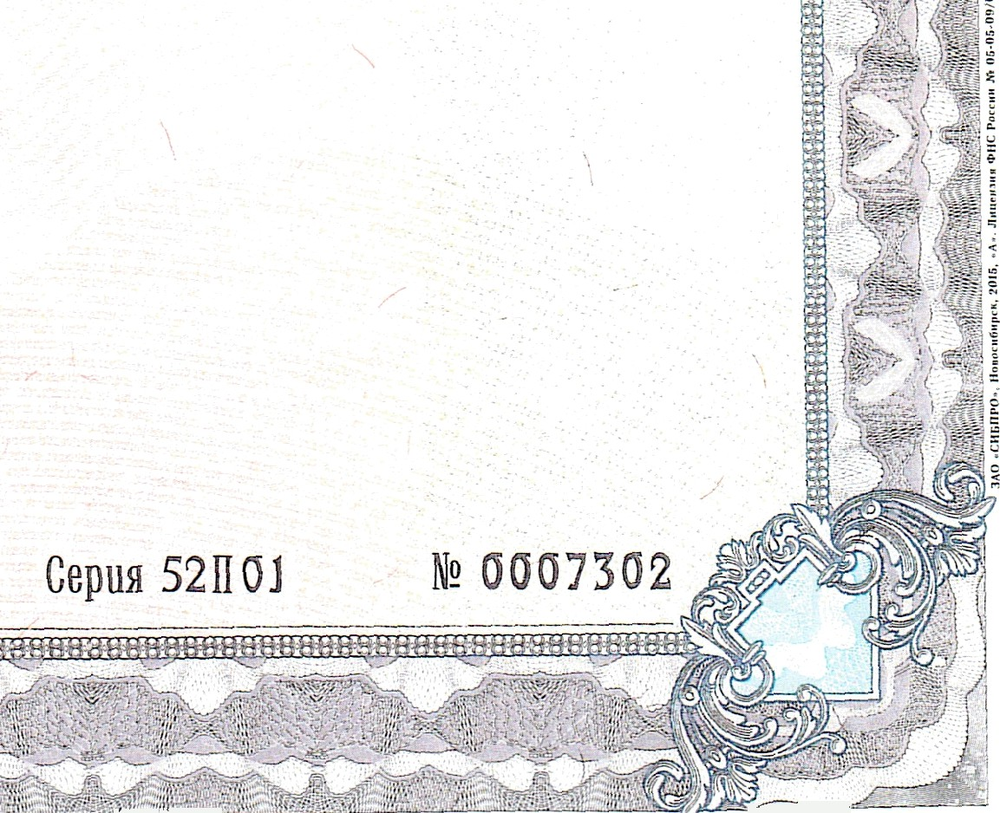 Серия 52П01 № 0007302
ЗАО «СИБПРО», Новосибирск, 2015, «А». Лицензия ФНС России № 05-05-09/